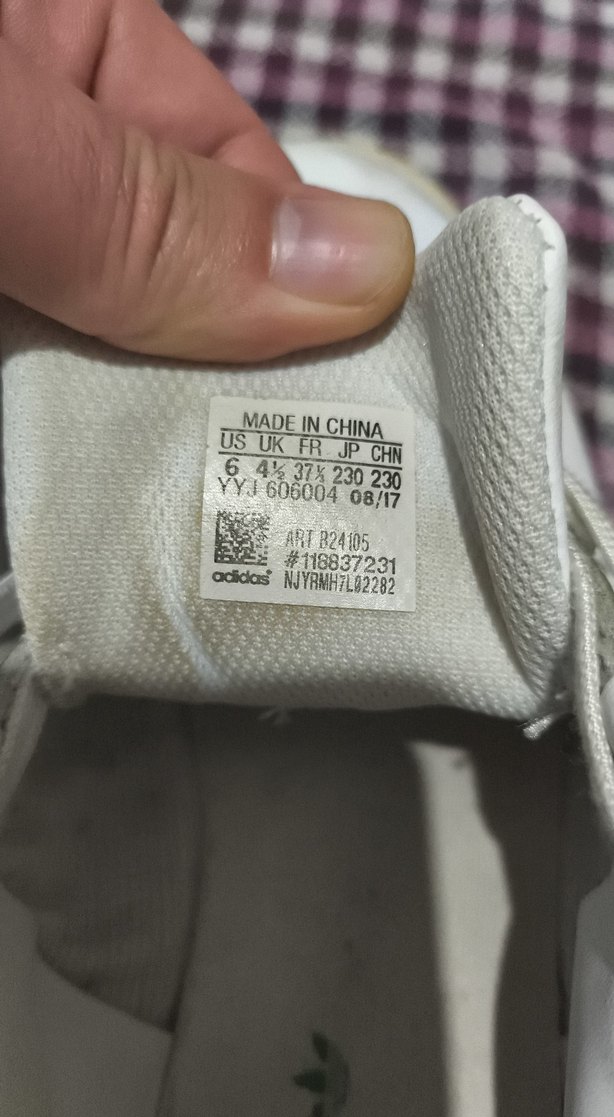 MADE IN CHINA
US UK FR JP CHN
6 4½ 37⅓ 230 230
YYJ 606004 08/17
ART B24105
#118837231
adidas NJYRMH7L02282